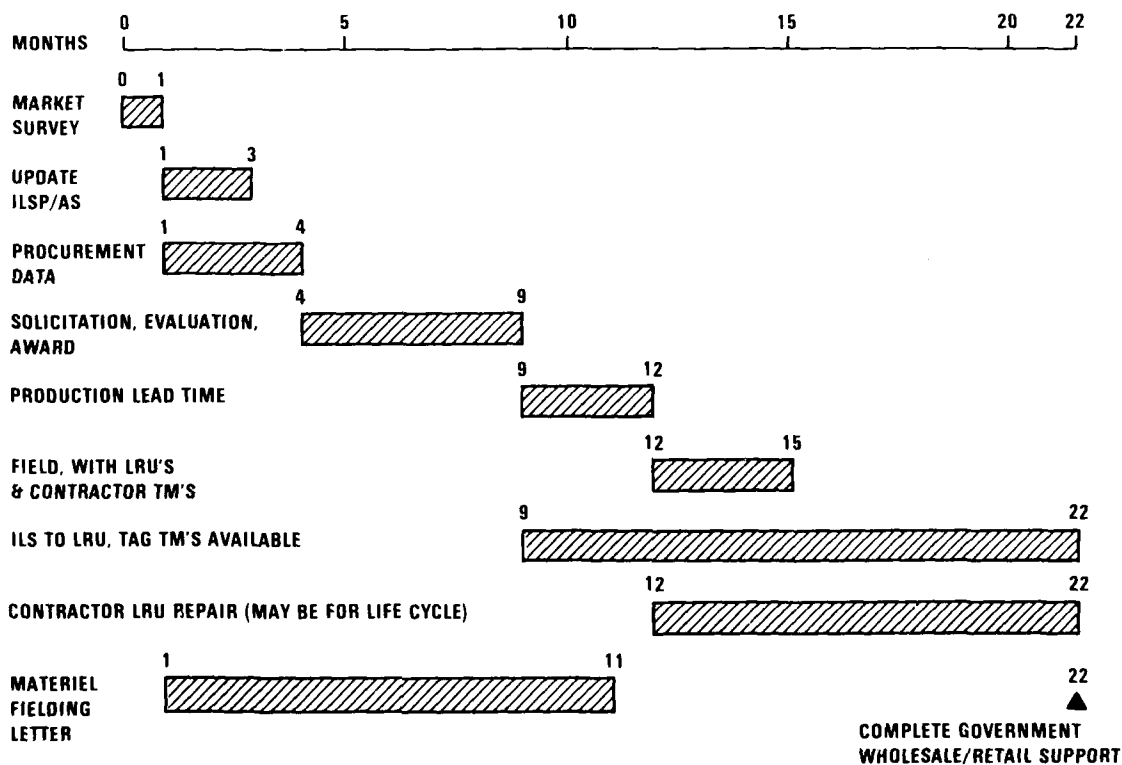 0 5 10 15 20 22
MONTHS
0 1
MARKET
SURVEY
1 3
UPDATE
ILSP/AS
1 4
PROCUREMENT
DATA
4 9
SOLICITATION, EVALUATION,
AWARD
9 12
PRODUCTION LEAD TIME
12 15
FIELD, WITH LRU'S
& CONTRACTOR TM'S
9 22
ILS TO LRU, TAG TM'S AVAILABLE
12 22
CONTRACTOR LRU REPAIR (MAY BE FOR LIFE CYCLE)
1 11
MATERIEL
FIELDING
LETTER
22
COMPLETE GOVERNMENT
WHOLESALE/RETAIL SUPPORT